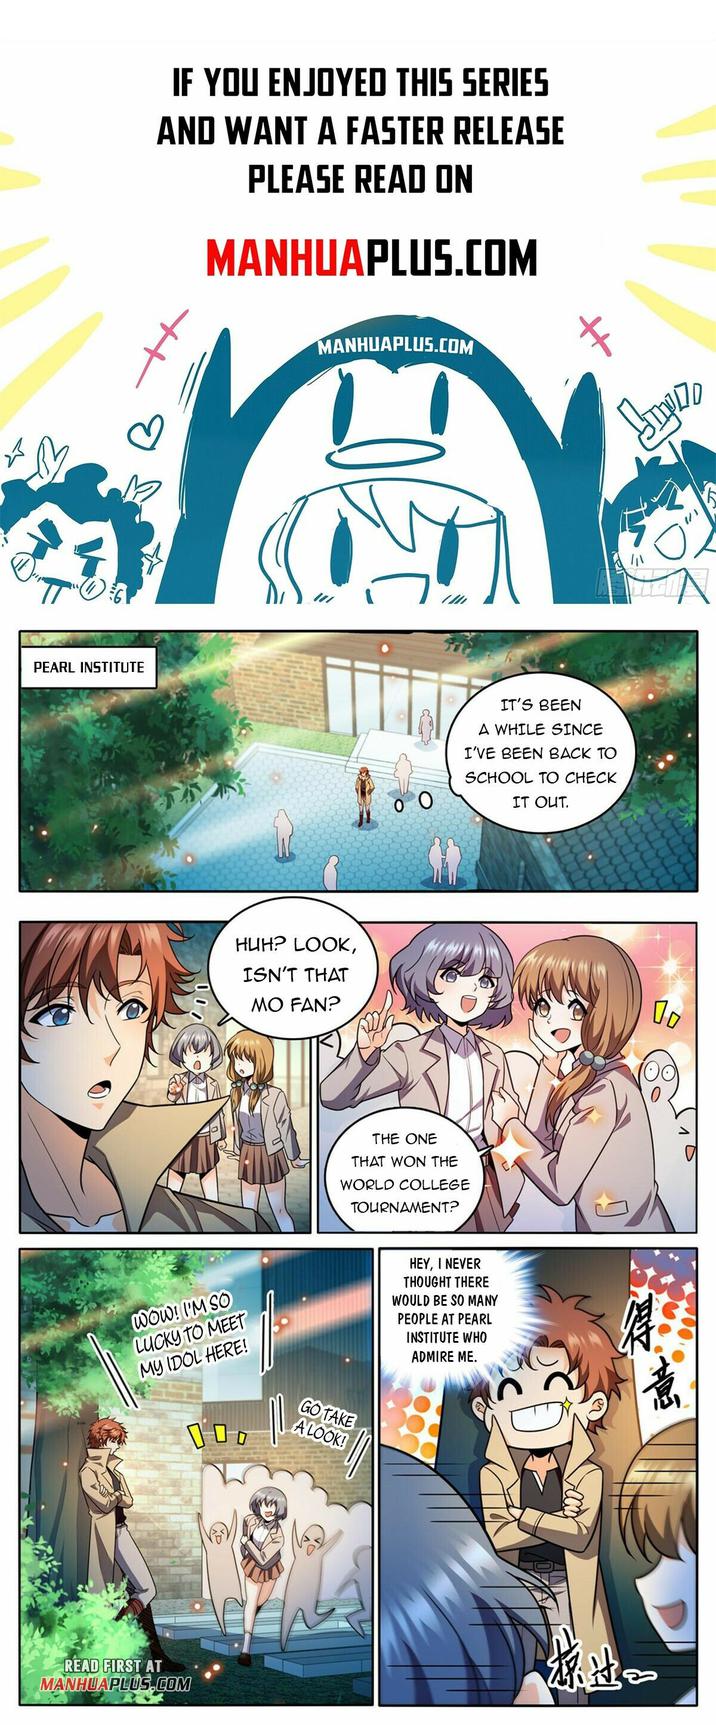 IF YOU ENJOYED THIS SERIES
AND WANT A FASTER RELEASE
PLEASE READ ON
MANHUAPLUS.COM
MANHUAPLUS.COM
PEARL INSTITUTE
IT'S BEEN
A WHILE SINCE
I'VE BEEN BACK TO
SCHOOL TO CHECK
IT OUT.
HUH? LOOK,
ISN'T THAT
MO FAN?
THE ONE
THAT WON THE
WORLD COLLEGE
TOURNAMENT?
WOW! I'M SO
LUCKY TO MEET
MY IDOL HERE!
GO TAKE
A LOOK!
HEY, I NEVER
THOUGHT THERE
WOULD BE SO MANY
PEOPLE AT PEARL
INSTITUTE WHO
ADMIRE ME.
得
意
掠过~
READ FIRST AT
MANHUAPLUS.COM